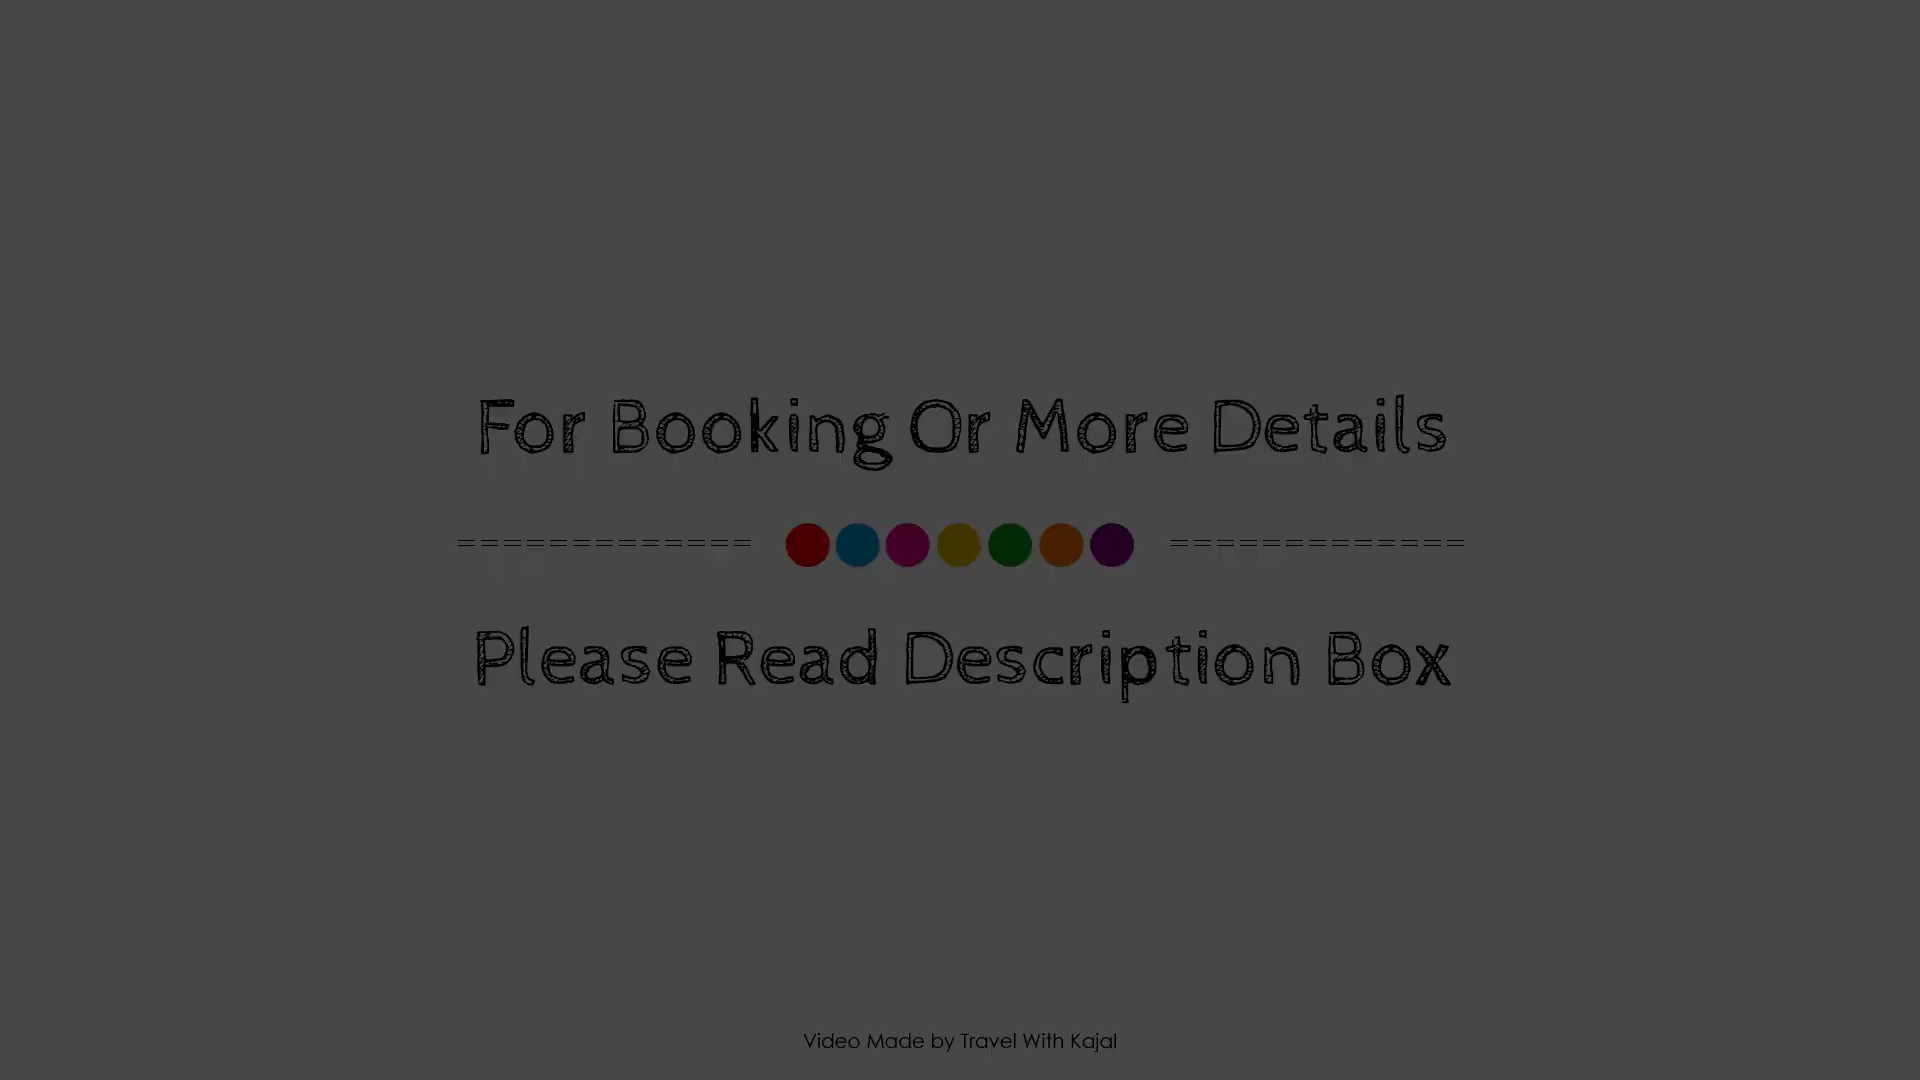 For Booking Or More Details
============= =============
Please Read Description Box
Video Made by Travel With Kajal